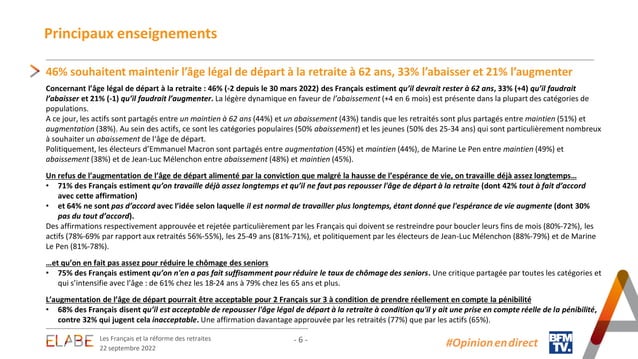 Principaux enseignements
46% souhaitent maintenir l’âge légal de départ à la retraite à 62 ans, 33% l’abaisser et 21% l’augmenter
Concernant l’âge légal de départ à la retraite : 46% (-2 depuis le 30 mars 2022) des Français estiment qu’il devrait rester à 62 ans, 33% (+4) qu’il faudrait
l’abaisser et 21% (-1) qu’il faudrait l’augmenter. La légère dynamique en faveur de l’abaissement (+4 en 6 mois) est présente dans la plupart des catégories de
populations.
A ce jour, les actifs sont partagés entre un maintien à 62 ans (44%) et un abaissement (43%) tandis que les retraités sont plus partagés entre maintien (51%) et
augmentation (38%). Au sein des actifs, ce sont les catégories populaires (50% abaissement) et les jeunes (50% des 25-34 ans) qui sont particulièrement nombreux
à souhaiter un abaissement de l’âge de départ.
Politiquement, les électeurs d’Emmanuel Macron sont partagés entre augmentation (45%) et maintien (44%), de Marine Le Pen entre maintien (49%) et
abaissement (38%) et de Jean-Luc Mélenchon entre abaissement (48%) et maintien (45%).
Un refus de l’augmentation de l’âge de départ alimenté par la conviction que malgré la hausse de l’espérance de vie, on travaille déjà assez longtemps…
• 71% des Français estiment qu’on travaille déjà assez longtemps et qu’il ne faut pas repousser l’âge de départ à la retraite (dont 42% tout à fait d’accord
avec cette affirmation)
• et 64% ne sont pas d’accord avec l’idée selon laquelle il est normal de travailler plus longtemps, étant donné que l’espérance de vie augmente (dont 30%
pas du tout d’accord).
Des affirmations respectivement approuvée et rejetée particulièrement par les Français qui doivent se restreindre pour boucler leurs fins de mois (80%-72%), les
actifs (78%-69% par rapport aux retraités 56%-55%), les 25-49 ans (81%-71%), et politiquement par les électeurs de Jean-Luc Mélenchon (88%-79%) et de Marine
Le Pen (81%-78%).
…et qu’on en fait pas assez pour réduire le chômage des seniors
• 75% des Français estiment qu’on n’en a pas fait suffisamment pour réduire le taux de chômage des seniors. Une critique partagée par toutes les catégories et
qui s’intensifie avec l’âge : de 61% chez les 18-24 ans à 79% chez les 65 ans et plus.
L’augmentation de l’âge de départ pourrait être acceptable pour 2 Français sur 3 à condition de prendre réellement en compte la pénibilité
• 68% des Français disent qu’il est acceptable de repousser l’âge légal de départ à la retraite à condition qu’il y ait une prise en compte réelle de la pénibilité,
contre 32% qui jugent cela inacceptable. Une affirmation davantage approuvée par les retraités (77%) que par les actifs (65%).
ELABE
Les Français et la réforme des retraites
22 septembre 2022
- 6 -
#Opinion en direct
BFM
TV.